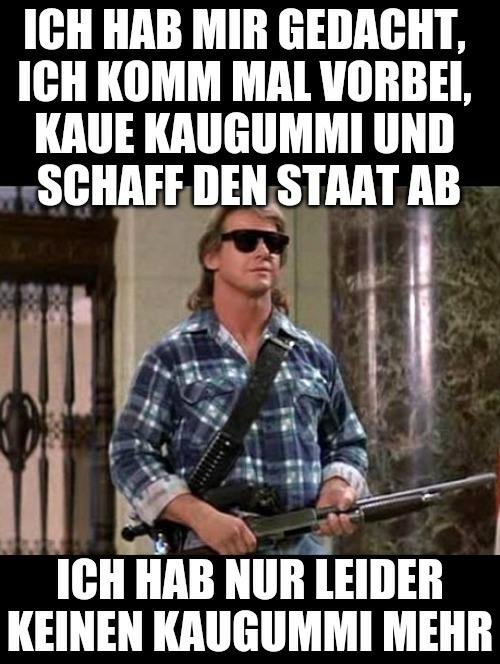 ICH HAB MIR GEDACHT,
ICH KOMM MAL VORBEI,
KAUE KAUGUMMI UND
SCHAFF DEN STAAT AB
ICH HAB NUR LEIDER
KEINEN KAUGUMMI MEHR